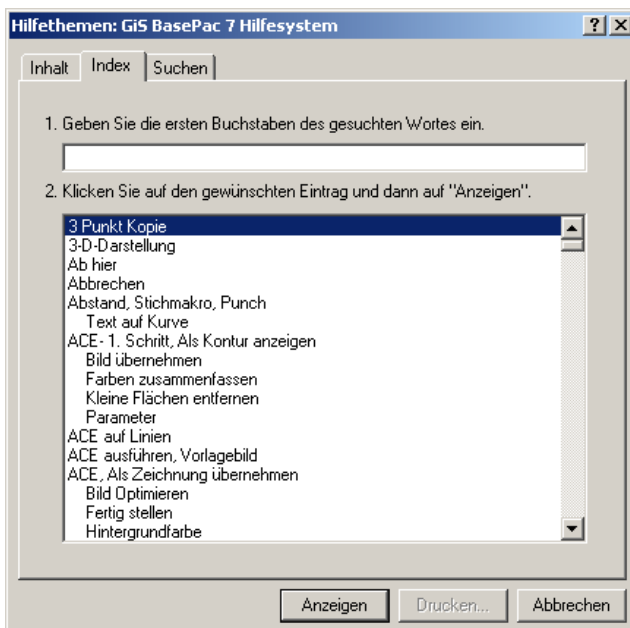 Hilfethemen: GiS BasePac 7 Hilfesystem
Inhalt
Index
Suchen
1. Geben Sie die ersten Buchstaben des gesuchten Wortes ein.
2. Klicken Sie auf den gewünschten Eintrag und dann auf "Anzeigen".
3 Punkt Kopie
3-D-Darstellung
Ab hier
Abbrechen
Abstand, Stichmakro, Punch
Text auf Kurve
ACE- 1. Schritt, Als Kontur anzeigen
Bild übernehmen
Farben zusammenfassen
Kleine Flächen entfernen
Parameter
ACE auf Linien
ACE ausführen, Vorlagebild
ACE, Als Zeichnung übernehmen
Bild Optimieren
Fertig stellen
Hintergrundfarbe
Anzeigen
Drucken...
Abbrechen